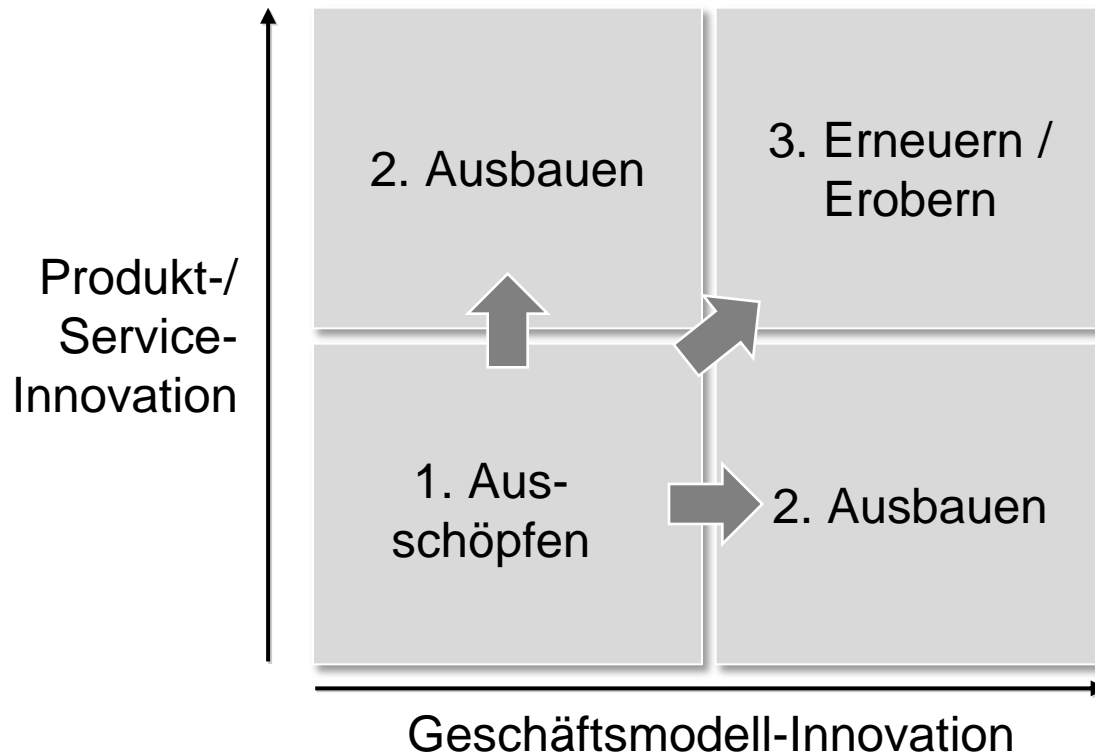 2. Ausbauen
3. Erneuern /
Erobern
Produkt-/
Service-
Innovation
1. Aus-
schöpfen
2. Ausbauen
Geschäftsmodell-Innovation